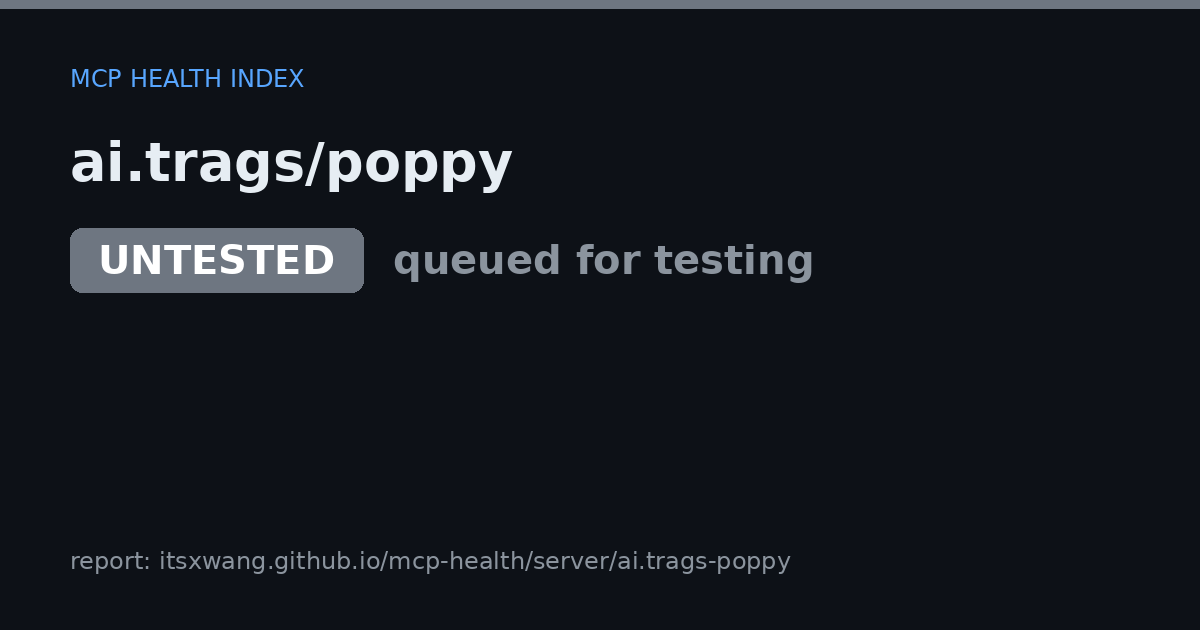 MCP HEALTH INDEX
ai.trags/poppy
UNTESTED queued for testing
report: itsxwang.github.io/mcp-health/server/ai.trags-poppy